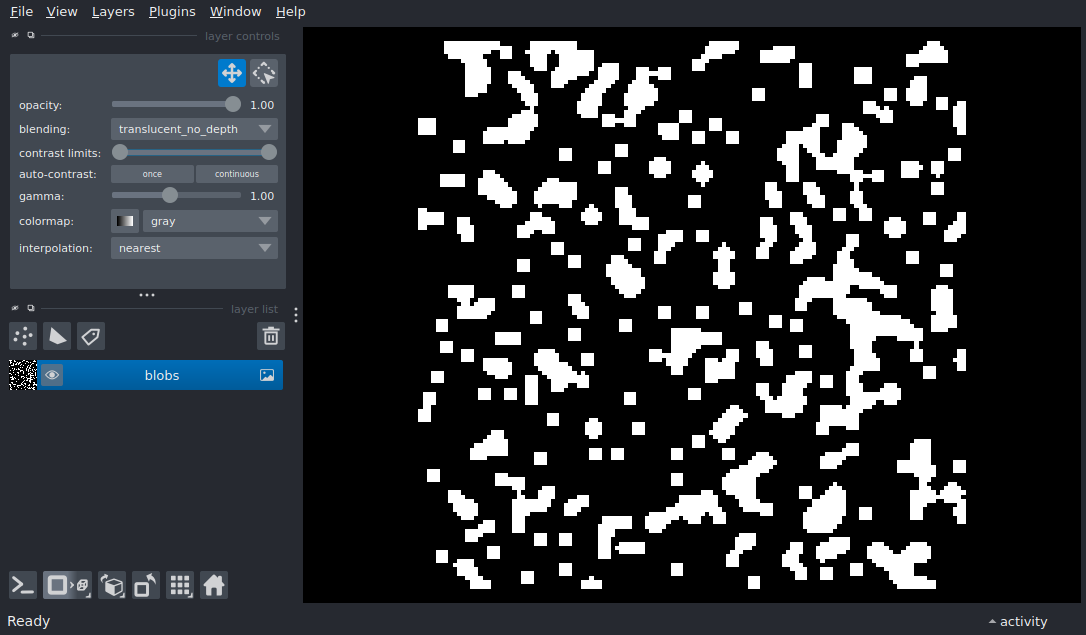 File View Layers Plugins Window Help
layer controls
opacity: 1.00
blending: translucent_no_depth
contrast limits:
auto-contrast: once continuous
gamma: 1.00
colormap: gray
interpolation: nearest
layer list
blobs
Ready activity